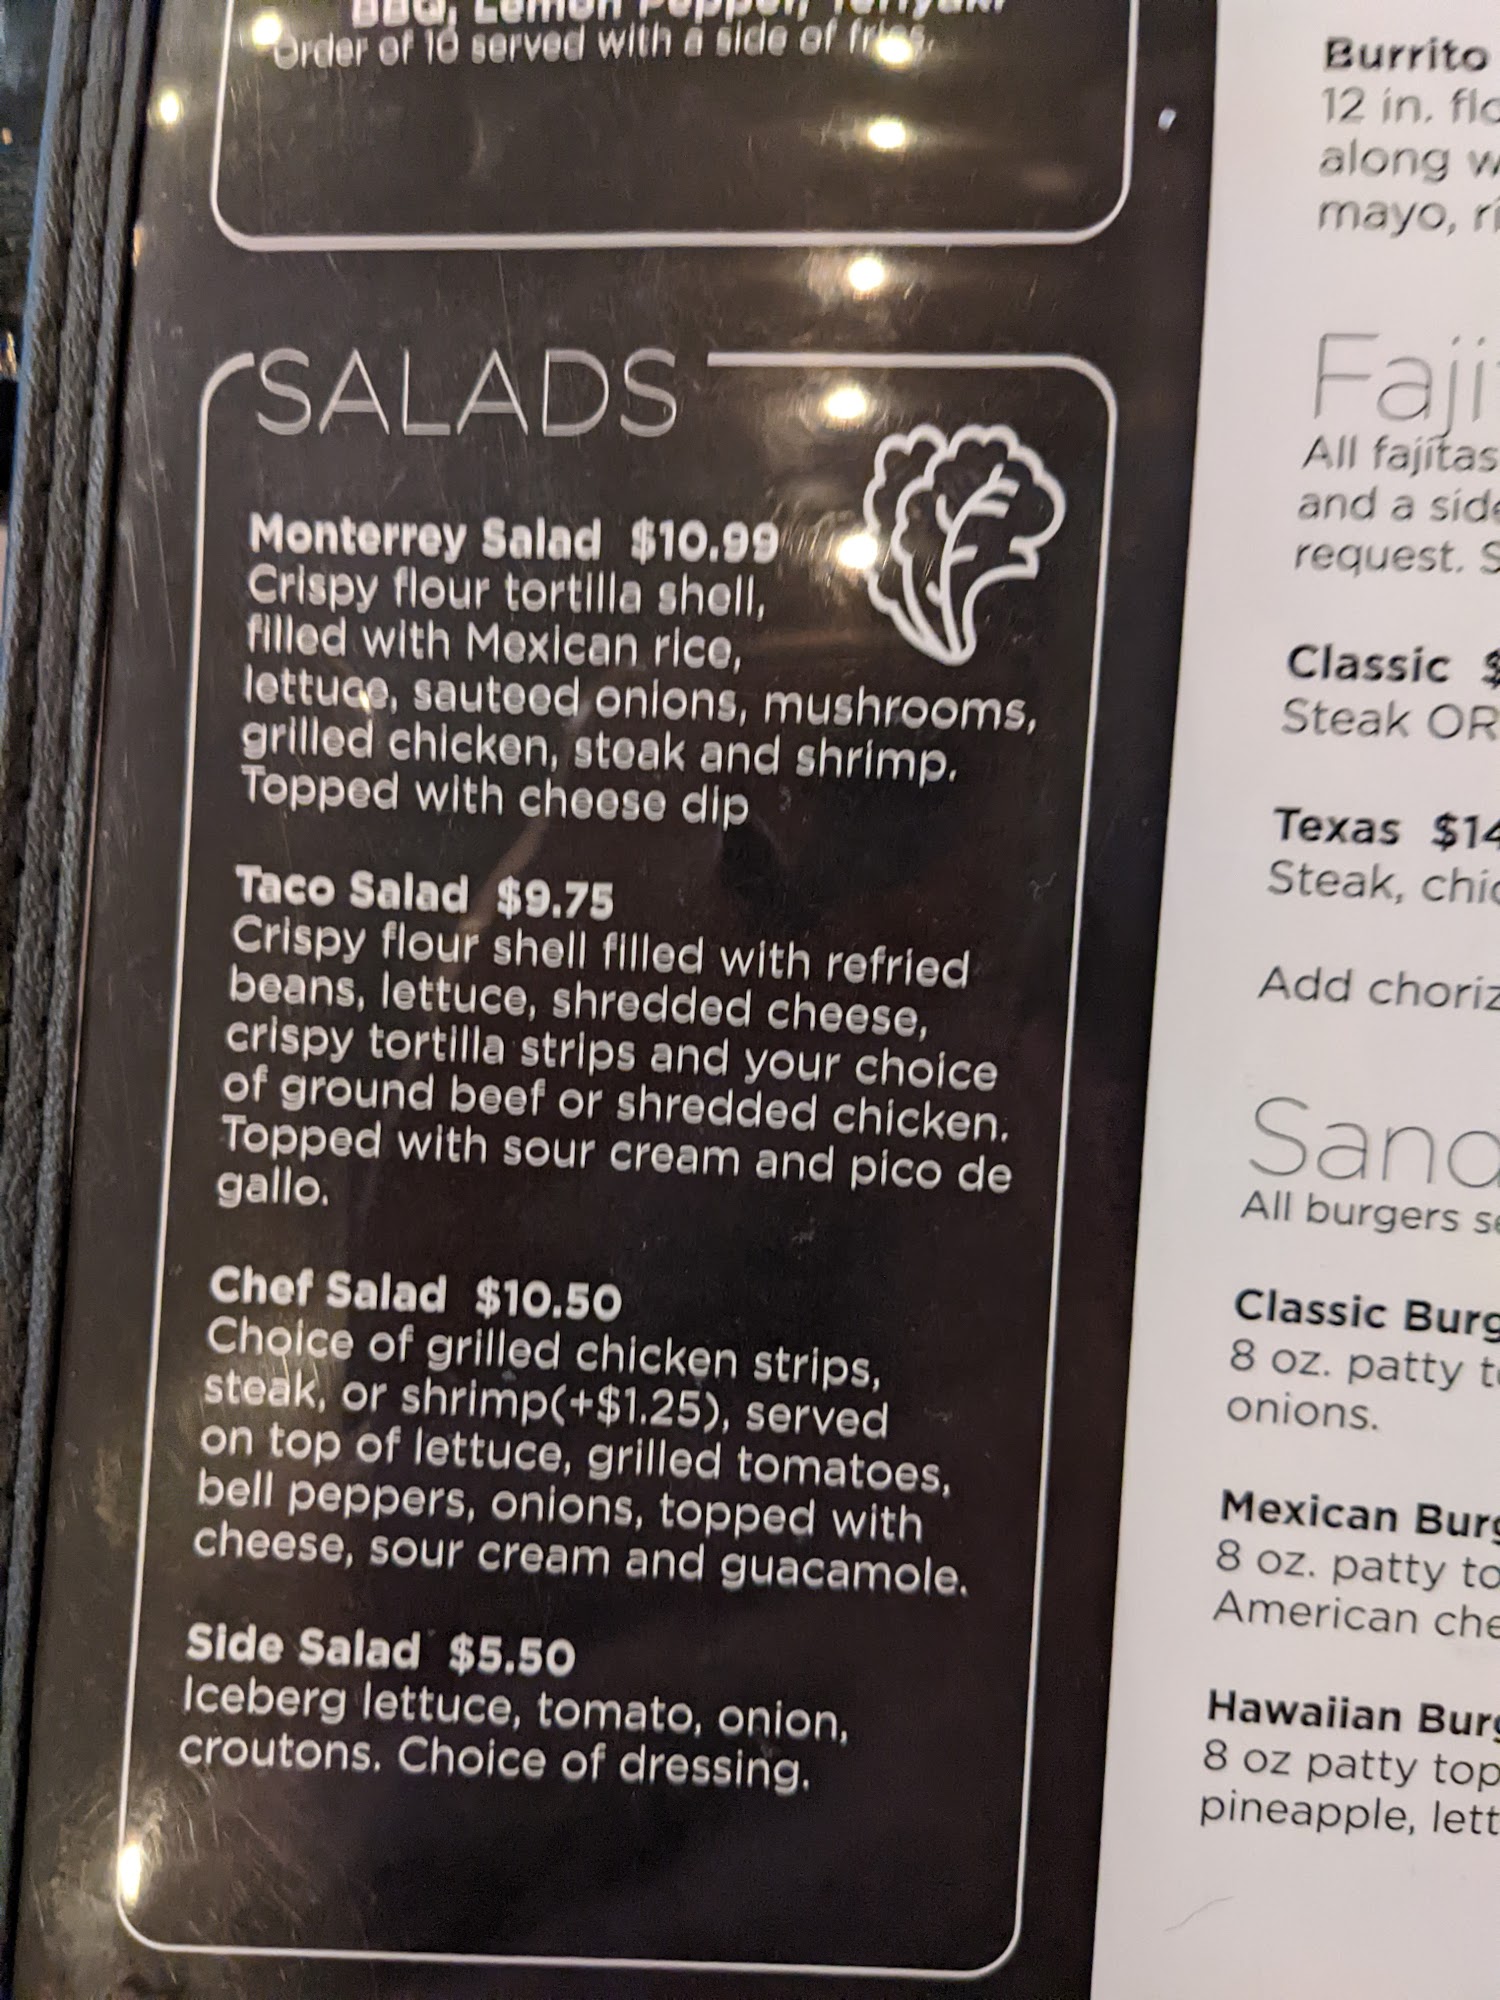 BBQ, Lemon Pepper, Teriyaki
Order of 10 served with a side of fries.
SALADS
Monterrey Salad $10.99
Crispy flour tortilla shell,
filled with Mexican rice,
lettuce, sauteed onions, mushrooms,
grilled chicken, steak and shrimp.
Topped with cheese dip
Taco Salad $9.75
Crispy flour shell filled with refried
beans, lettuce, shredded cheese,
crispy tortilla strips and your choice
of ground beef or shredded chicken.
Topped with sour cream and pico de
gallo.
Chef Salad $10.50
Choice of grilled chicken strips,
steak, or shrimp(+$1.25), served
on top of lettuce, grilled tomatoes,
bell peppers, onions, topped with
cheese, sour cream and guacamole.
Side Salad $5.50
Iceberg lettuce, tomato, onion,
croutons. Choice of dressing.
Burrito
12 in.
along
mayo,
All fajitas
and a
request.
Classic
Steak OR
Texas
Steak,
Add
All burgers
Classic
8 oz. patty
onions.
Mexican
8 oz. patty
American
Hawaiian
8 oz patty
pineapple,